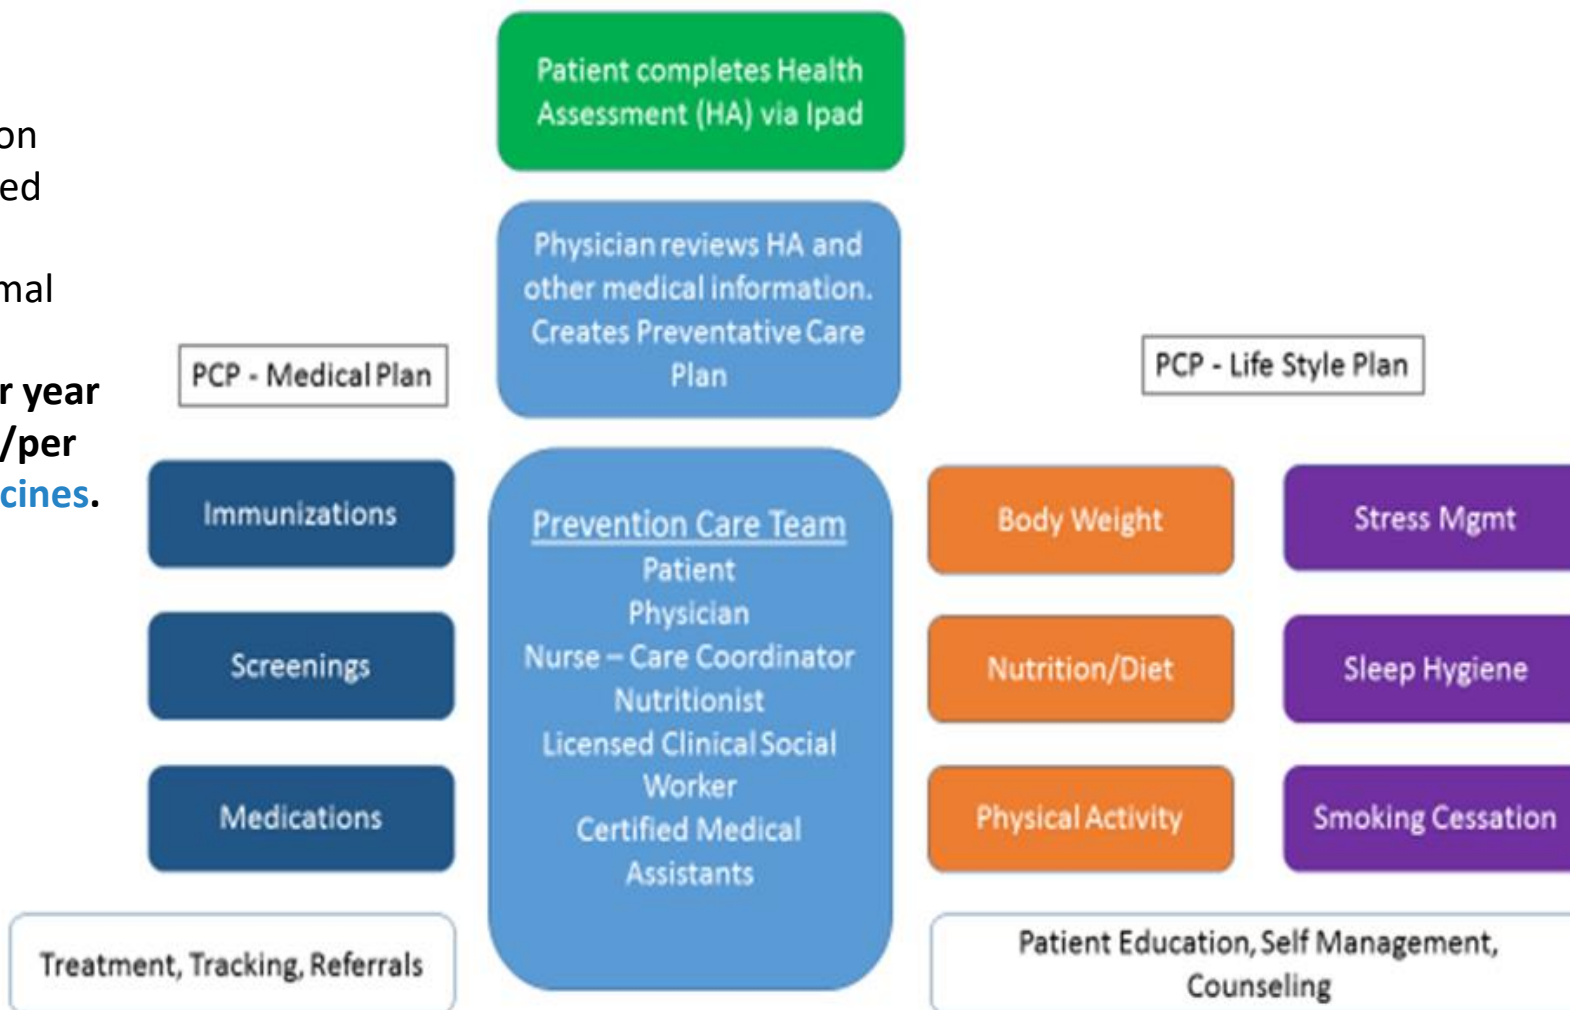 Patient completes Health
Assessment (HA) via Ipad
on
ed
mal
r year
/per
cines.
Physician reviews HA and
other medical information.
Creates Preventative Care
Plan
PCP - Medical Plan
PCP - Life Style Plan
Immunizations
Screenings
Medications
Treatment, Tracking, Referrals
Prevention Care Team
Patient
Physician
Nurse – Care Coordinator
Nutritionist
Licensed Clinical Social
Worker
Certified Medical
Assistants
Body Weight
Stress Mgmt
Nutrition/Diet
Sleep Hygiene
Physical Activity
Smoking Cessation
Patient Education, Self Management,
Counseling